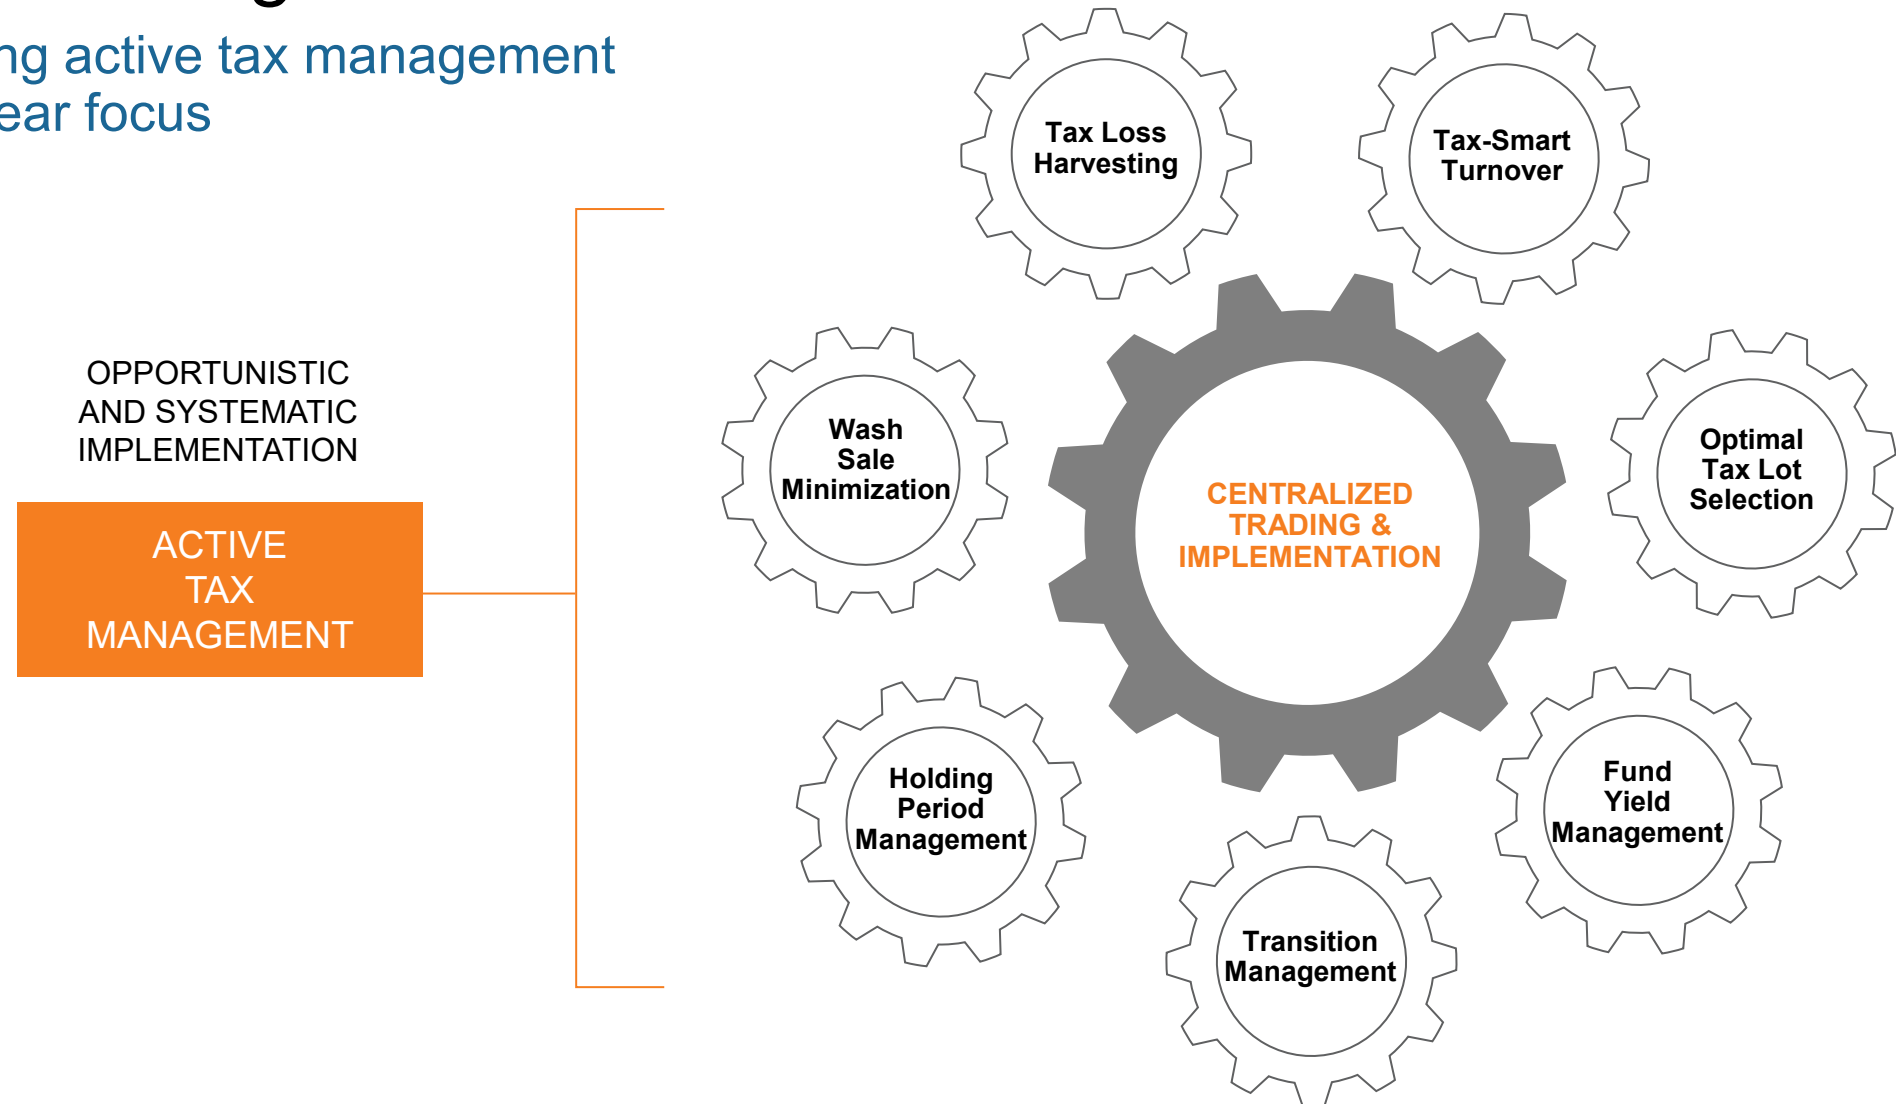 ng active tax management
ear focus
OPPORTUNISTIC
AND SYSTEMATIC
IMPLEMENTATION
ACTIVE
TAX
MANAGEMENT
Tax Loss
Harvesting
Tax-Smart
Turnover
Wash
Sale
Minimization
CENTRALIZED
TRADING &
IMPLEMENTATION
Optimal
Tax Lot
Selection
Holding
Period
Management
Fund
Yield
Management
Transition
Management